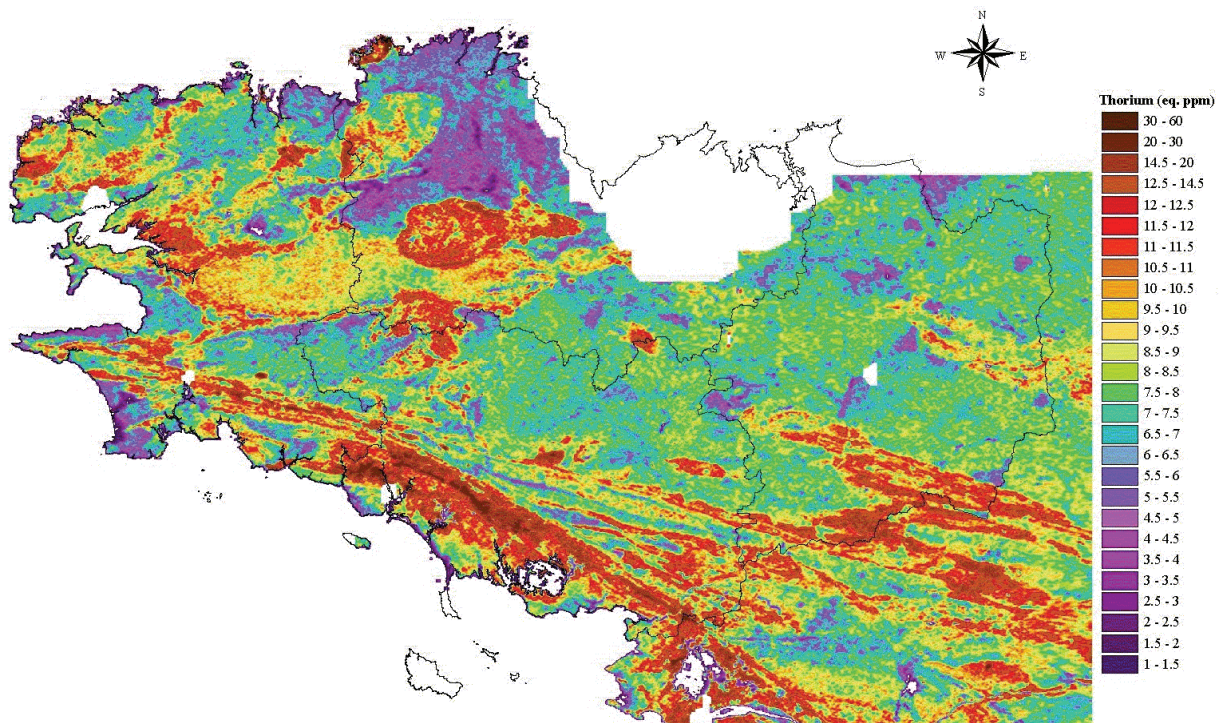 N
W E
S
Thorium (eq. ppm)
30 - 60
20 - 30
14.5 - 20
12.5 - 14.5
12 - 12.5
11.5 - 12
11 - 11.5
10.5 - 11
10 - 10.5
9.5 - 10
9 - 9.5
8.5 - 9
8 - 8.5
7.5 - 8
7 - 7.5
6.5 - 7
6 - 6.5
5.5 - 6
5 - 5.5
4.5 - 5
4 - 4.5
3.5 - 4
3 - 3.5
2.5 - 3
2 - 2.5
1.5 - 2
1 - 1.5